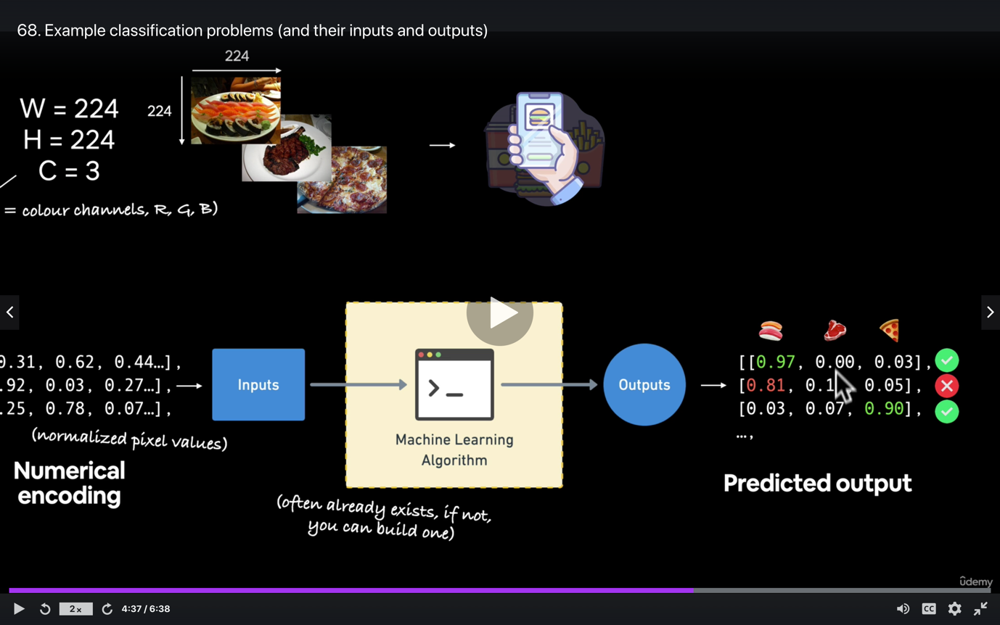 68. Example classification problems (and their inputs and outputs)
224
224
W = 224
H = 224
C = 3
= colour channels, R, G, B)
0.31, 0.62, 0.44…],
.92, 0.03, 0.27…],
.25, 0.78, 0.07…],
(normalized pixel values)
Numerical
encoding
Inputs
Machine Learning
Algorithm
(often already exists, if not,
you can build one)
Outputs
[[0.97, 0.00, 0.03],
[0.81, 0.1 0.05],
[0.03, 0.07, 0.90],
…,
Predicted output
ûdemy
2x
4:37 / 6:38
CC